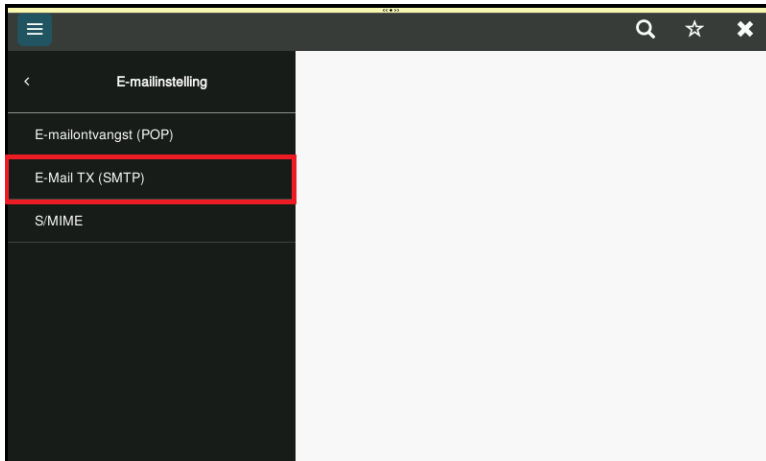 E-mailinstelling
E-mailontvangst (POP)
E-Mail TX (SMTP)
S/MIME